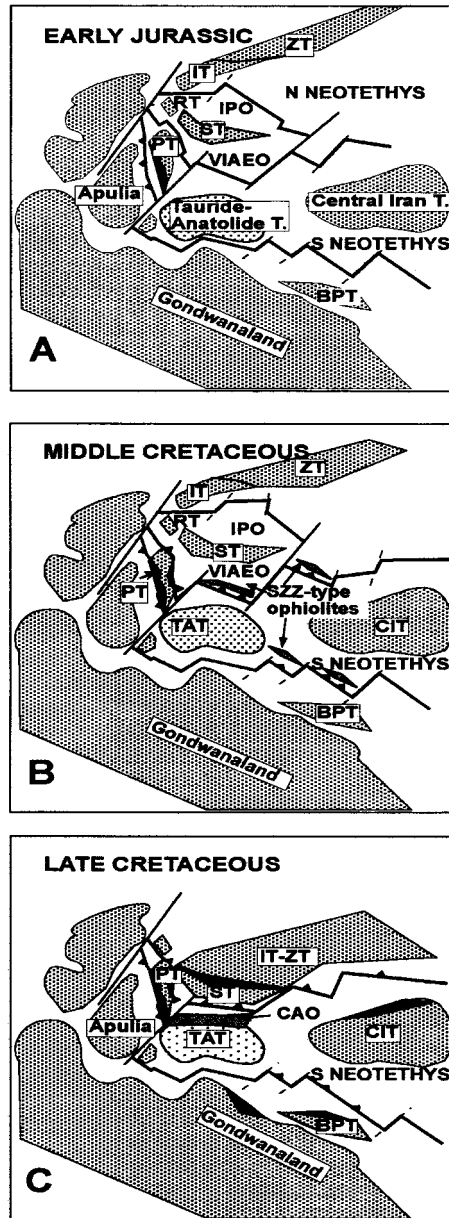 EARLY JURASSIC
ZT
IT
RT
IPO
N NEOTETHYS
ST
PT
VIAEO
Apulia
Tauride-
Anatolide T.
Central Iran T.
S NEOTETHYS
BPT
Gondwanaland
A
MIDDLE CRETACEOUS
ZT
IT
RT
IPO
ST
VIAEO
PT
SZZ-type
ophiolites
TAT
CIT
S NEOTETHYS
BPT
Gondwanaland
B
LATE CRETACEOUS
IT-ZT
PT
ST
CAO
Apulia
TAT
CIT
S NEOTETHYS
BPT
Gondwanaland
C